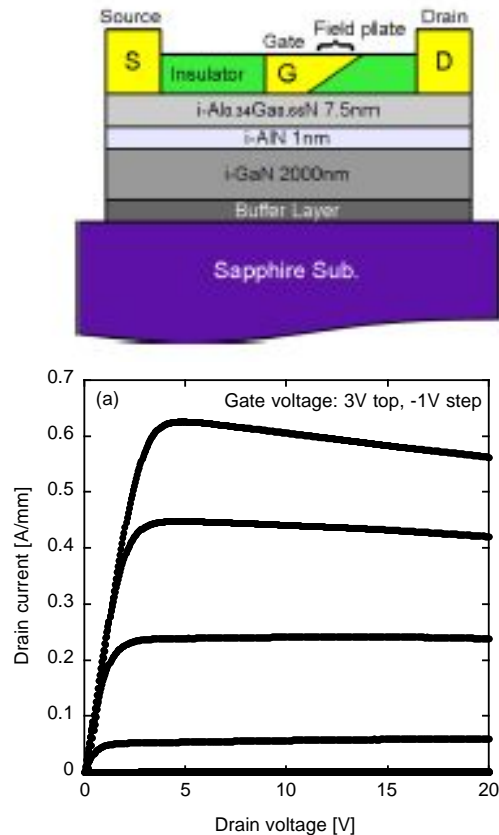 Source Drain
Gate Field pllate
S Insulator G D
i-Al0.34Ga0.66N 7.5nm
i-AlN 1nm
i-GaN 2000nm
Buffer Layer
Sapphire Sub.
0.7
(a) Gate voltage: 3V top, -1V step
0.6
0.5
0.4
0.3
0.2
0.1
0
Drain current [A/mm]
0 5 10 15 20
Drain voltage [V]